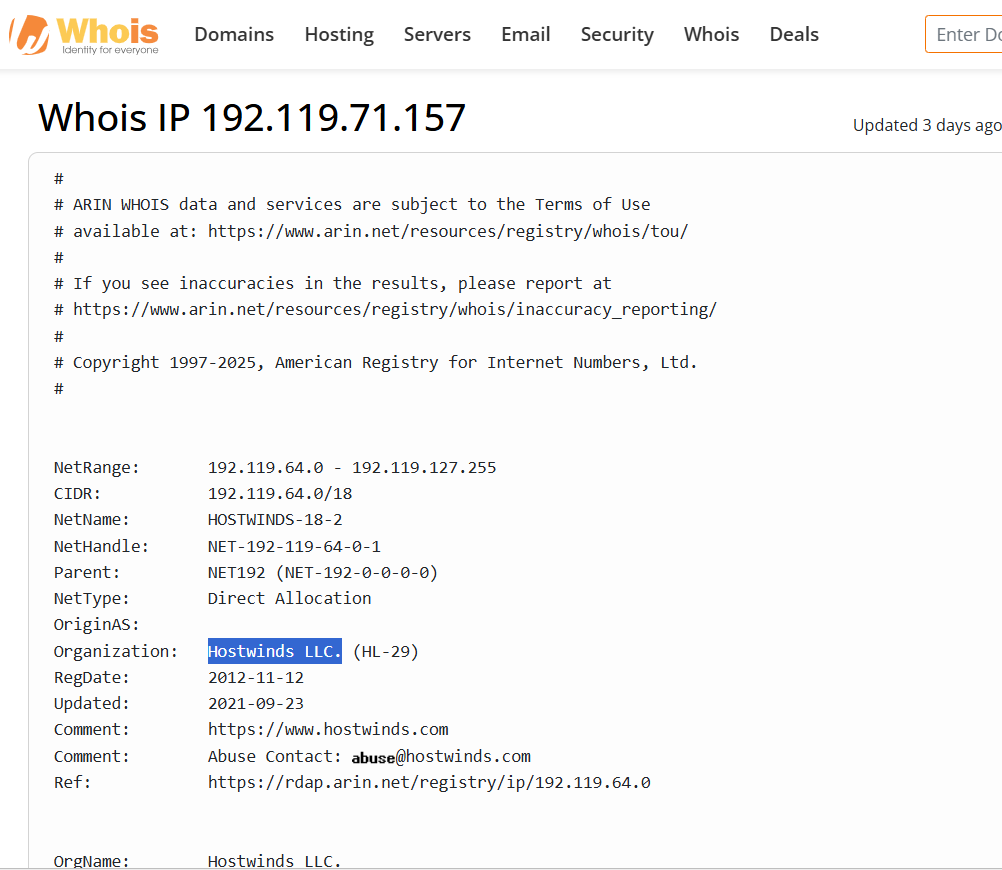 Whois
Identity for everyone
Domains Hosting Servers Email Security Whois Deals
Enter Do
Whois IP 192.119.71.157
Updated 3 days ago
#
# ARIN WHOIS data and services are subject to the Terms of Use
# available at: https://www.arin.net/resources/registry/whois/tou/
#
# If you see inaccuracies in the results, please report at
# https://www.arin.net/resources/registry/whois/inaccuracy_reporting/
#
# Copyright 1997-2025, American Registry for Internet Numbers, Ltd.
#
NetRange: 192.119.64.0 - 192.119.127.255
CIDR: 192.119.64.0/18
NetName: HOSTWINDS-18-2
NetHandle: NET-192-119-64-0-1
Parent: NET192 (NET-192-0-0-0-0)
NetType: Direct Allocation
OriginAS:
Organization: Hostwinds LLC. (HL-29)
RegDate: 2012-11-12
Updated: 2021-09-23
Comment: https://www.hostwinds.com
Comment: Abuse Contact: abuse@hostwinds.com
Ref: https://rdap.arin.net/registry/ip/192.119.64.0
OrgName: Hostwinds LLC.